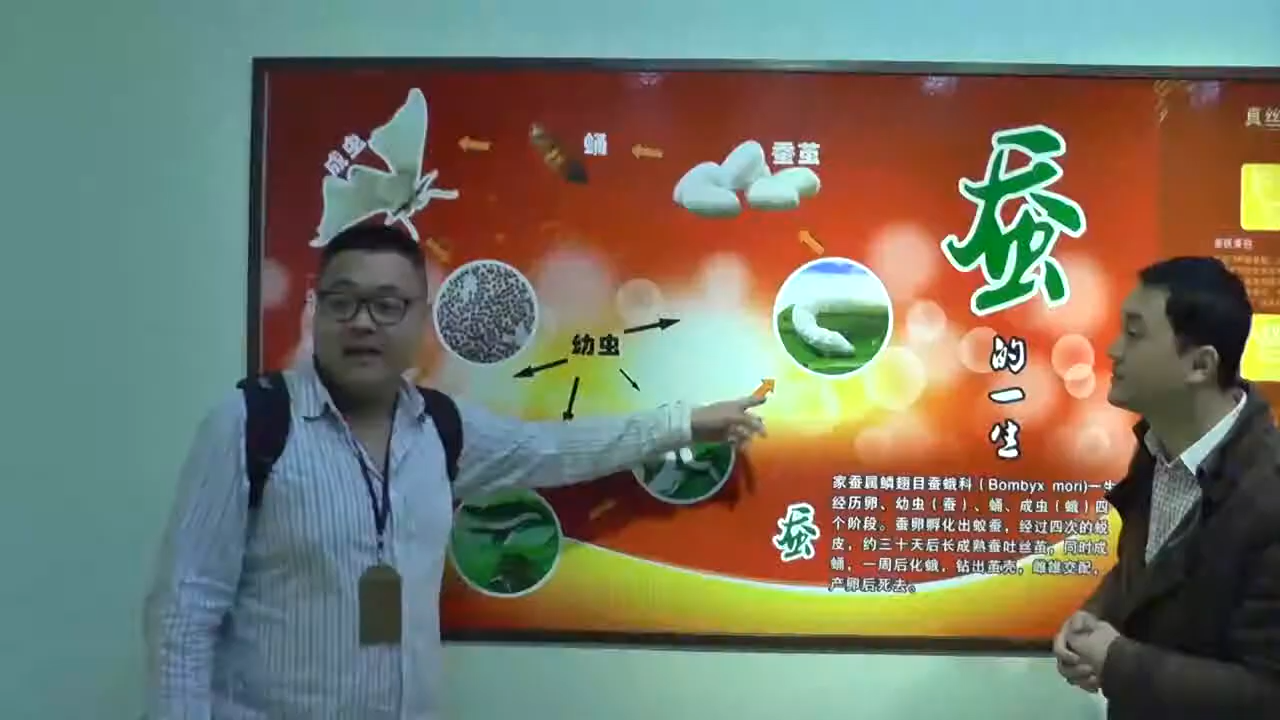 成虫
蛹
蚕茧
幼虫
蚕
的一生
蚕
家蚕属鳞翅目蚕蛾科（Bombyx mori)一生
经历卵、幼虫（蚕）、蛹、成虫（蛾）四
个阶段。蚕卵孵化出蚁蚕，经过四次的蜕
皮，约三十天后长成熟蚕吐丝茧，同时成
蛹，一周后化蛾，钻出茧壳，雌雄交配，
产卵后死去。
真丝